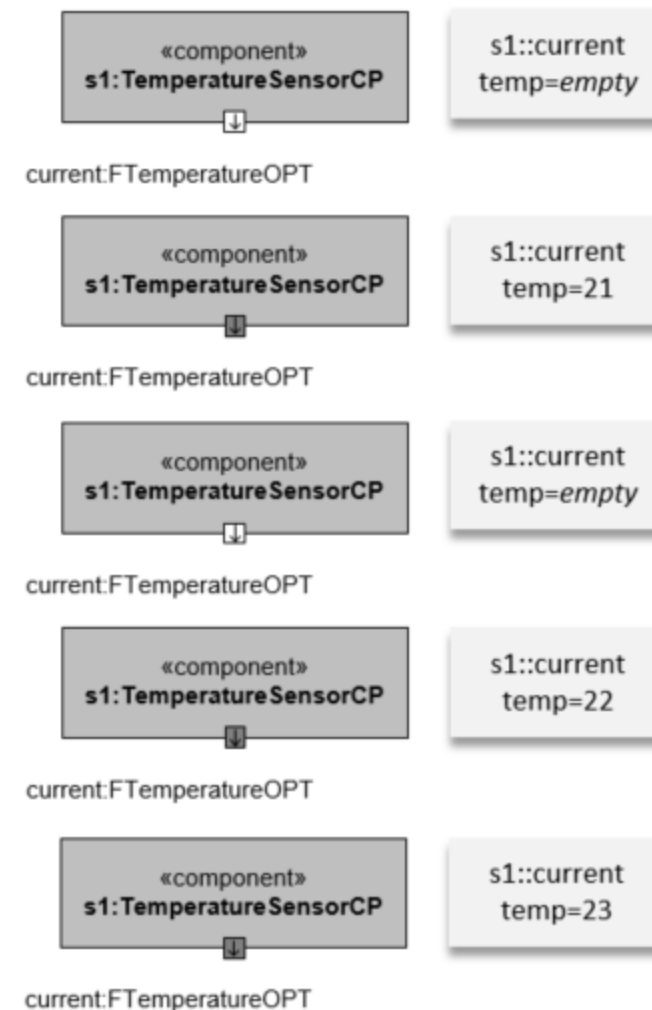 «component»
s1:TemperatureSensorCP
s1::current
temp=empty
current:FTemperatureOPT
«component»
s1:TemperatureSensorCP
s1::current
temp=21
current:FTemperatureOPT
«component»
s1:TemperatureSensorCP
s1::current
temp=empty
current:FTemperatureOPT
«component»
s1:TemperatureSensorCP
s1::current
temp=22
current:FTemperatureOPT
«component»
s1:TemperatureSensorCP
s1::current
temp=23
current:FTemperatureOPT